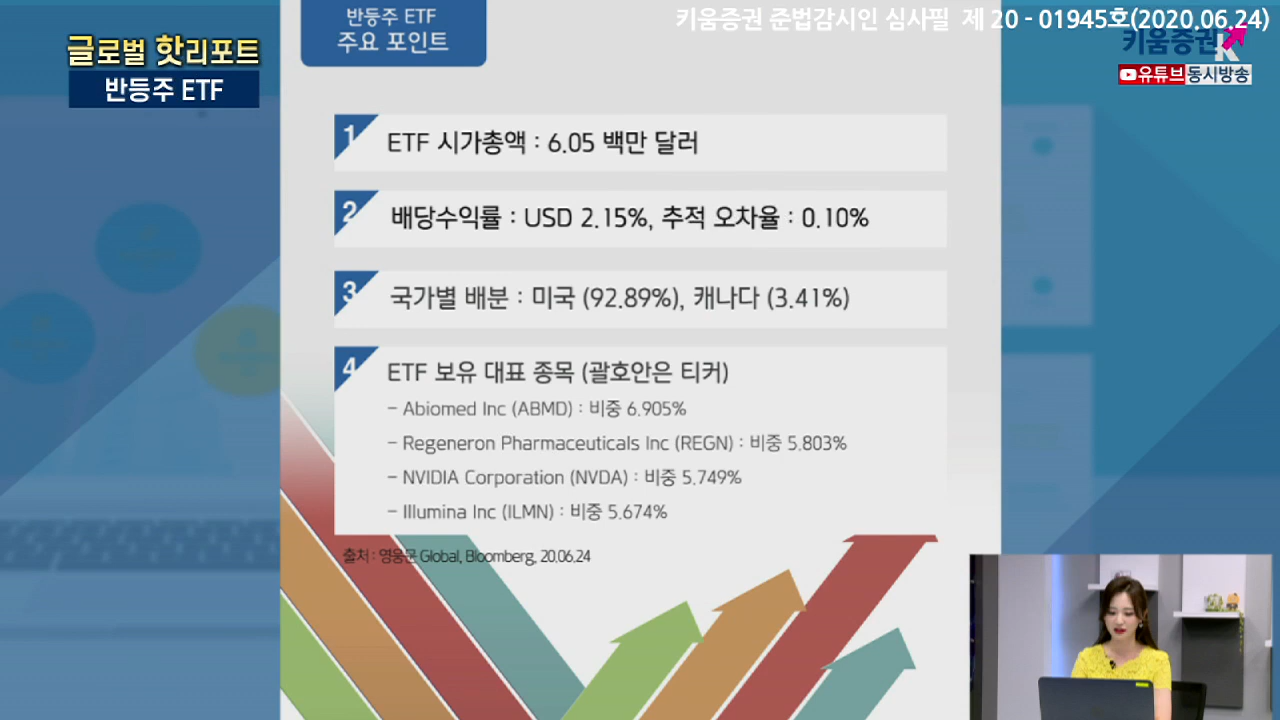 키움증권 준법감시인 심사필 제 20 - 01945호(2020.06.24)
글로벌 핫리포트
반등주 ETF
키움증권
유튜브동시방송
반등주 ETF
주요 포인트
1 ETF 시가총액 : 6.05 백만 달러
2 배당수익률 : USD 2.15%, 추적 오차율 : 0.10%
3 국가별 배분 : 미국 (92.89%), 캐나다 (3.41%)
4 ETF 보유 대표 종목 (괄호안은 티커)
- Abiomed Inc (ABMD) : 비중 6.905%
- Regeneron Pharmaceuticals Inc (REGN) : 비중 5.803%
- NVIDIA Corporation (NVDA) : 비중 5.749%
- Illumina Inc (ILMN) : 비중 5.674%
출처 : 영웅문 Global, Bloomberg, 20.06.24